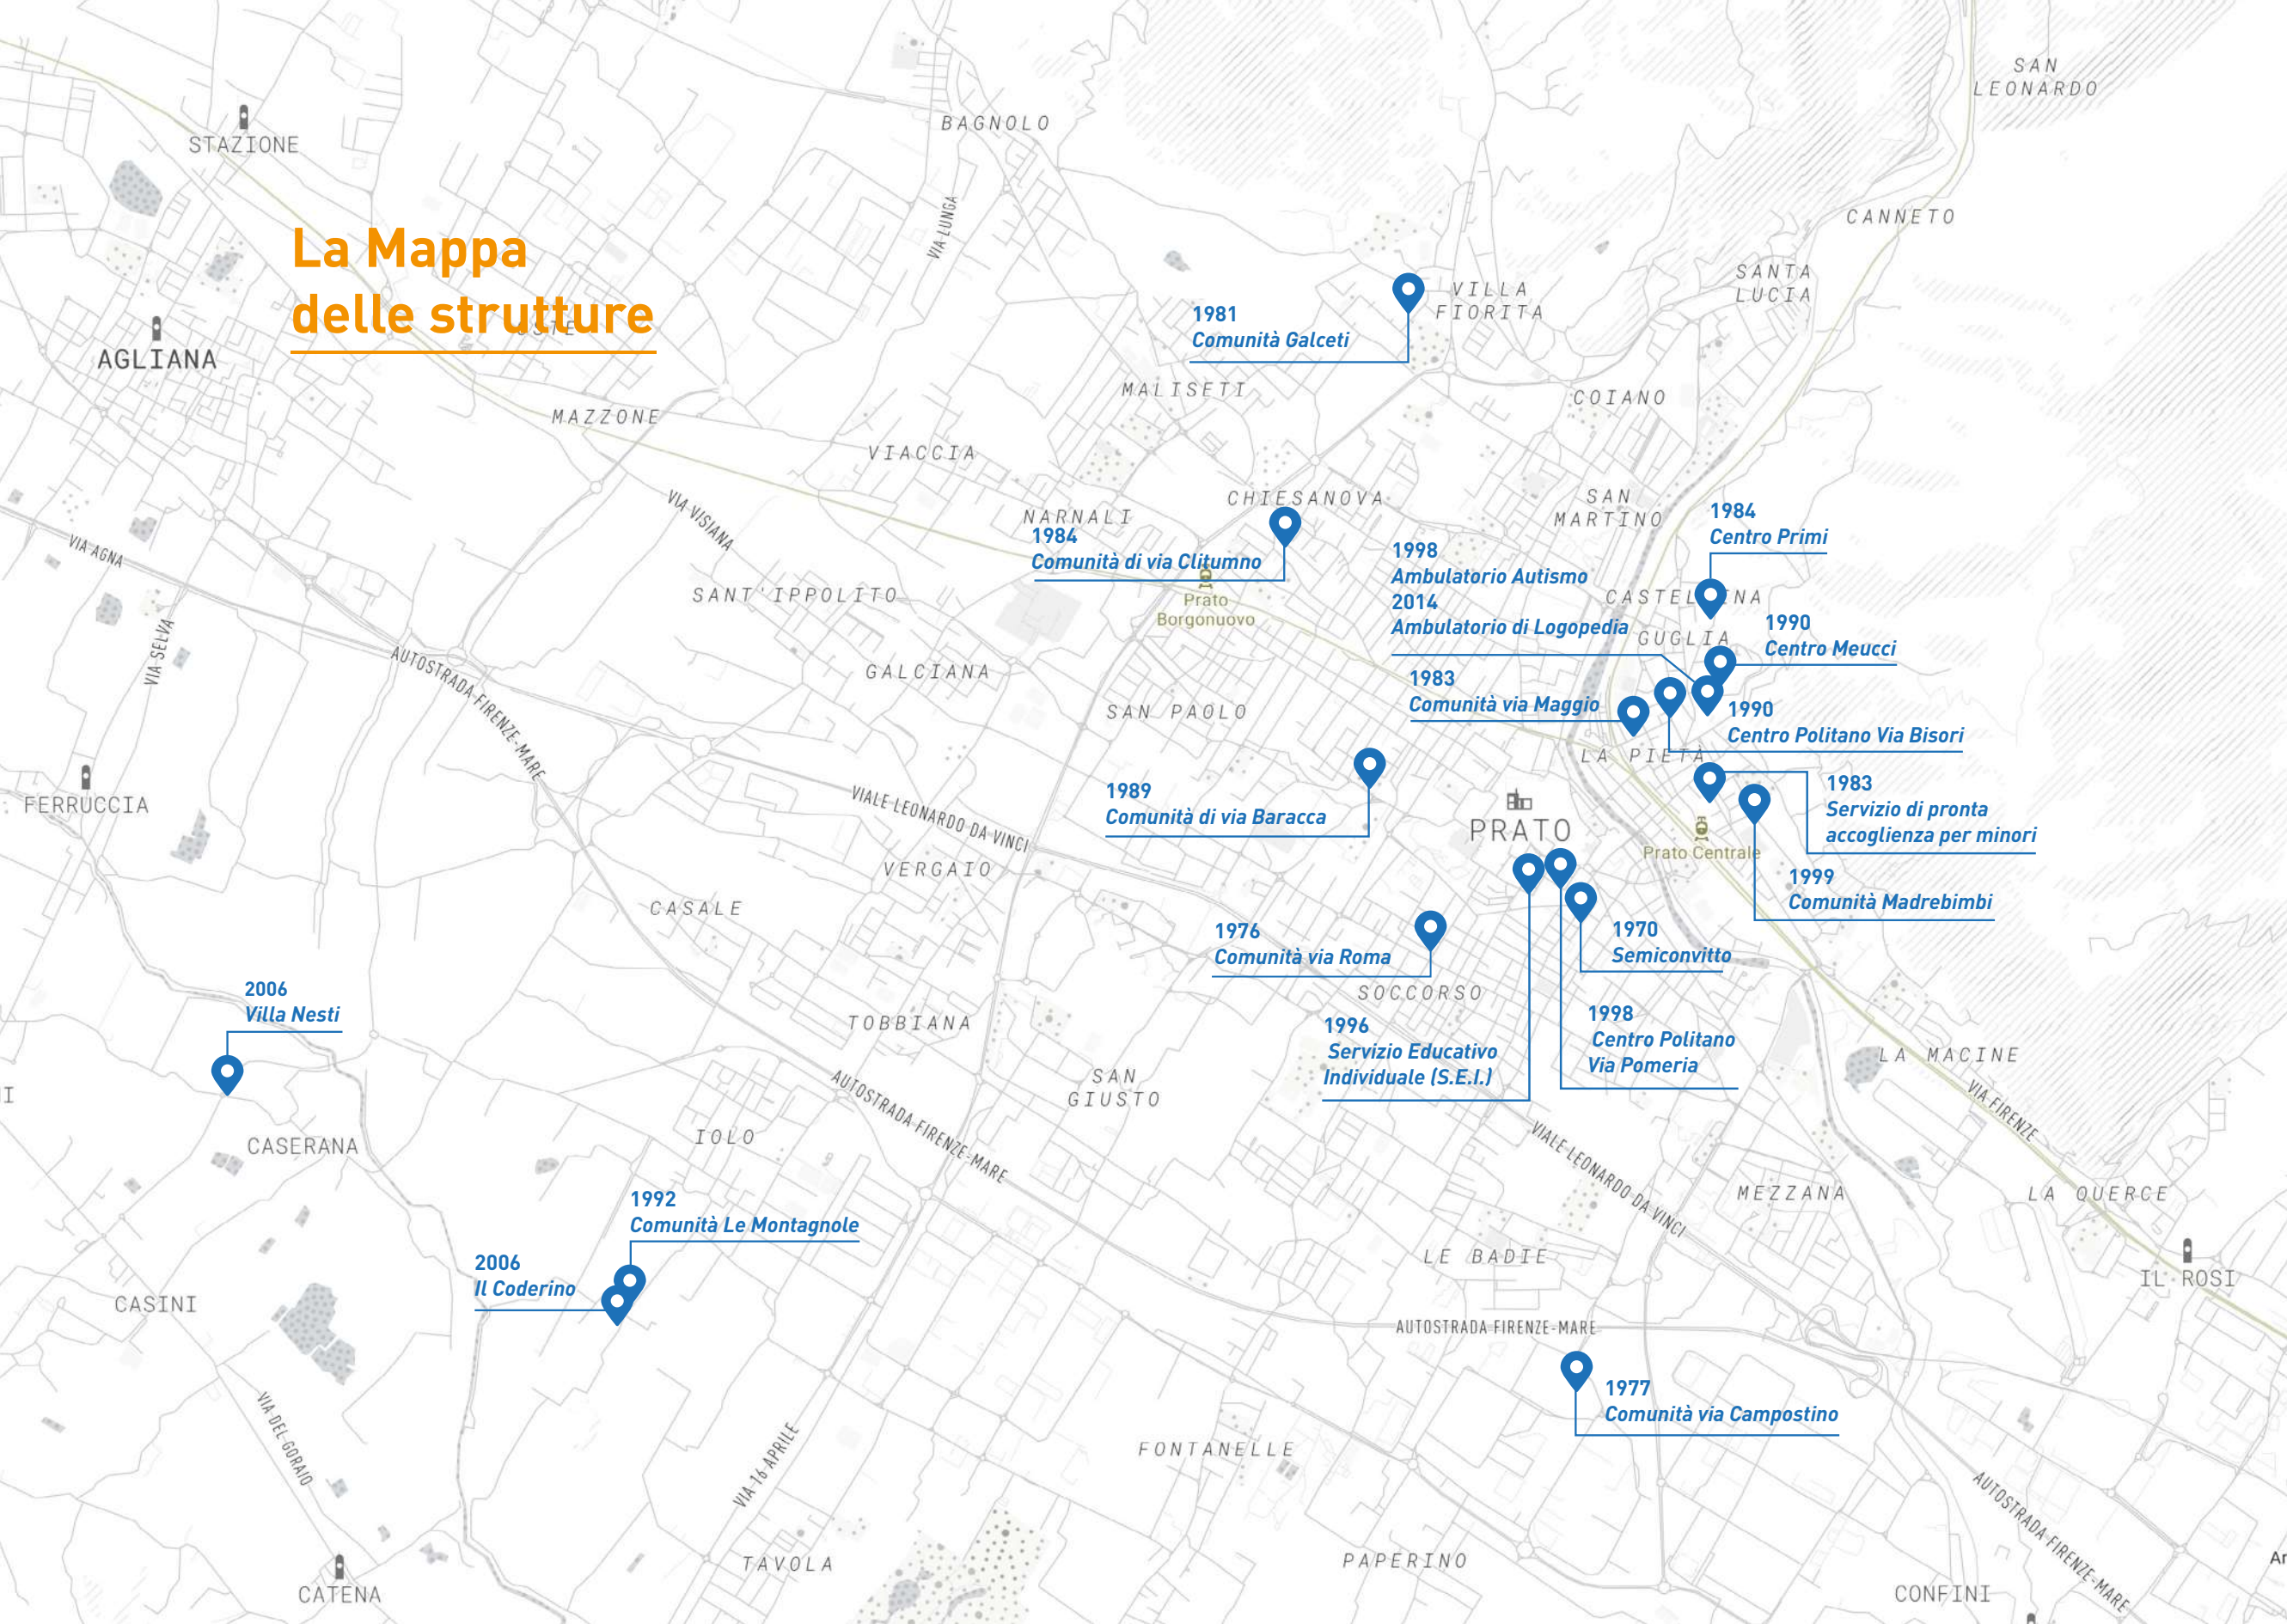 SAN
LEONARDO
BAGNOLO
STAZIONE
VIA LUNGA
CANNETO
La Mappa
delle strutture
SANTA
LUCIA
VILLA
FIORITA
1981
Comunità Galceti
AGLIANA
MALISETI
COIANO
MAZZONE
VIACCIA
CHIESANOVA
SAN
MARTINO
VIA VISIANA
NARNALI
1984
Comunità di via Clitumno
1984
Centro Primi
VIA AGNA
1998
Ambulatorio Autismo
2014
Ambulatorio di Logopedia
Prato
Borgonuovo
SANT'IPPOLITO
GUGLIA
1990
Centro Meucci
VIA SELVA
AUTOSTRADA FIRENZE-MARE
GALCIANA
1983
Comunità via Maggio
SAN PAOLO
1990
Centro Politano Via Bisori
LA PIETÀ
FERRUCCIA
VIALE LEONARDO DA VINCI
1989
Comunità di via Baracca
1983
Servizio di pronta
accoglienza per minori
PRATO
Prato Centrale
VERGAIO
1999
Comunità Madrebimbi
CASALE
1976
Comunità via Roma
1970
Semiconvitto
2006
Villa Nesti
SOCCORSO
TOBBIANA
1996
Servizio Educativo
Individuale (S.E.I.)
1998
Centro Politano
Via Pomeria
LA MACINE
SAN
GIUSTO
VIA FIRENZE
AUTOSTRADA FIRENZE-MARE
IOLO
CASERANA
VIALE LEONARDO DA VINCI
MEZZANA
LA QUERCE
1992
Comunità Le Montagnole
2006
Il Coderino
LE BADIE
IL ROSI
CASINI
AUTOSTRADA FIRENZE-MARE
1977
Comunità via Campostino
VIA DEL GORAIO
VIA 16 APRILE
FONTANELLE
AUTOSTRADA FIRENZE-MARE
TAVOLA
PAPERINO
CATENA
CONFINI